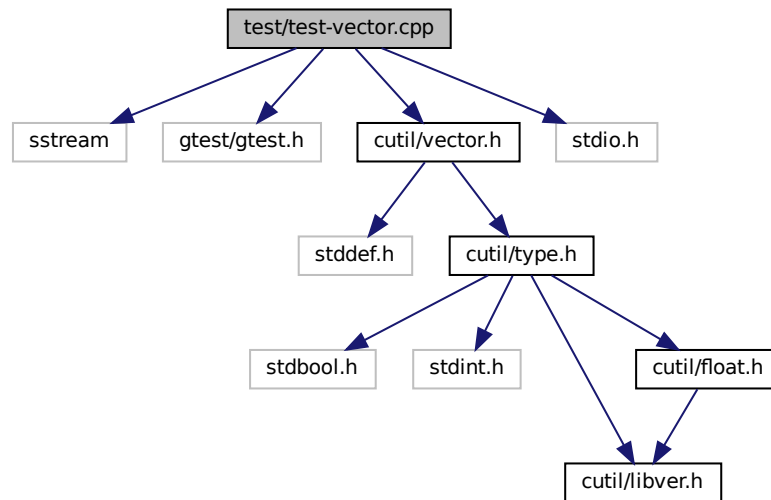 test/test-vector.cpp
sstream
gtest/gtest.h
cutil/vector.h
stdio.h
stddef.h
cutil/type.h
stdbool.h
stdint.h
cutil/float.h
cutil/libver.h